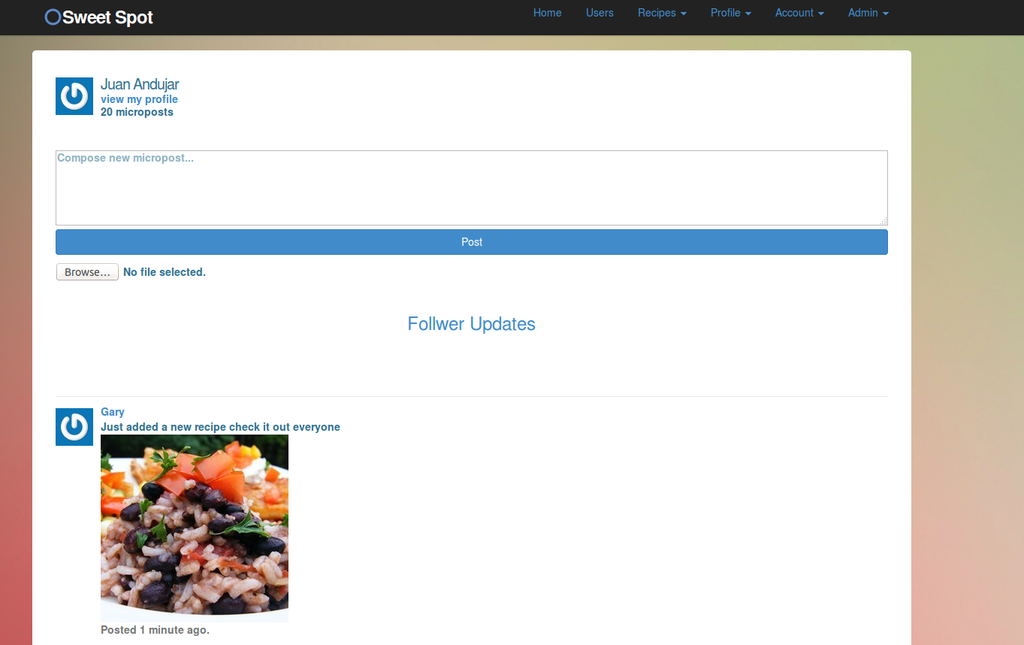 Sweet Spot
Home Users Recipes Profile Account Admin
Juan Andujar
view my profile
20 microposts
Compose new micropost...
Post
Browse... No file selected.
Follwer Updates
Gary
Just added a new recipe check it out everyone
Posted 1 minute ago.